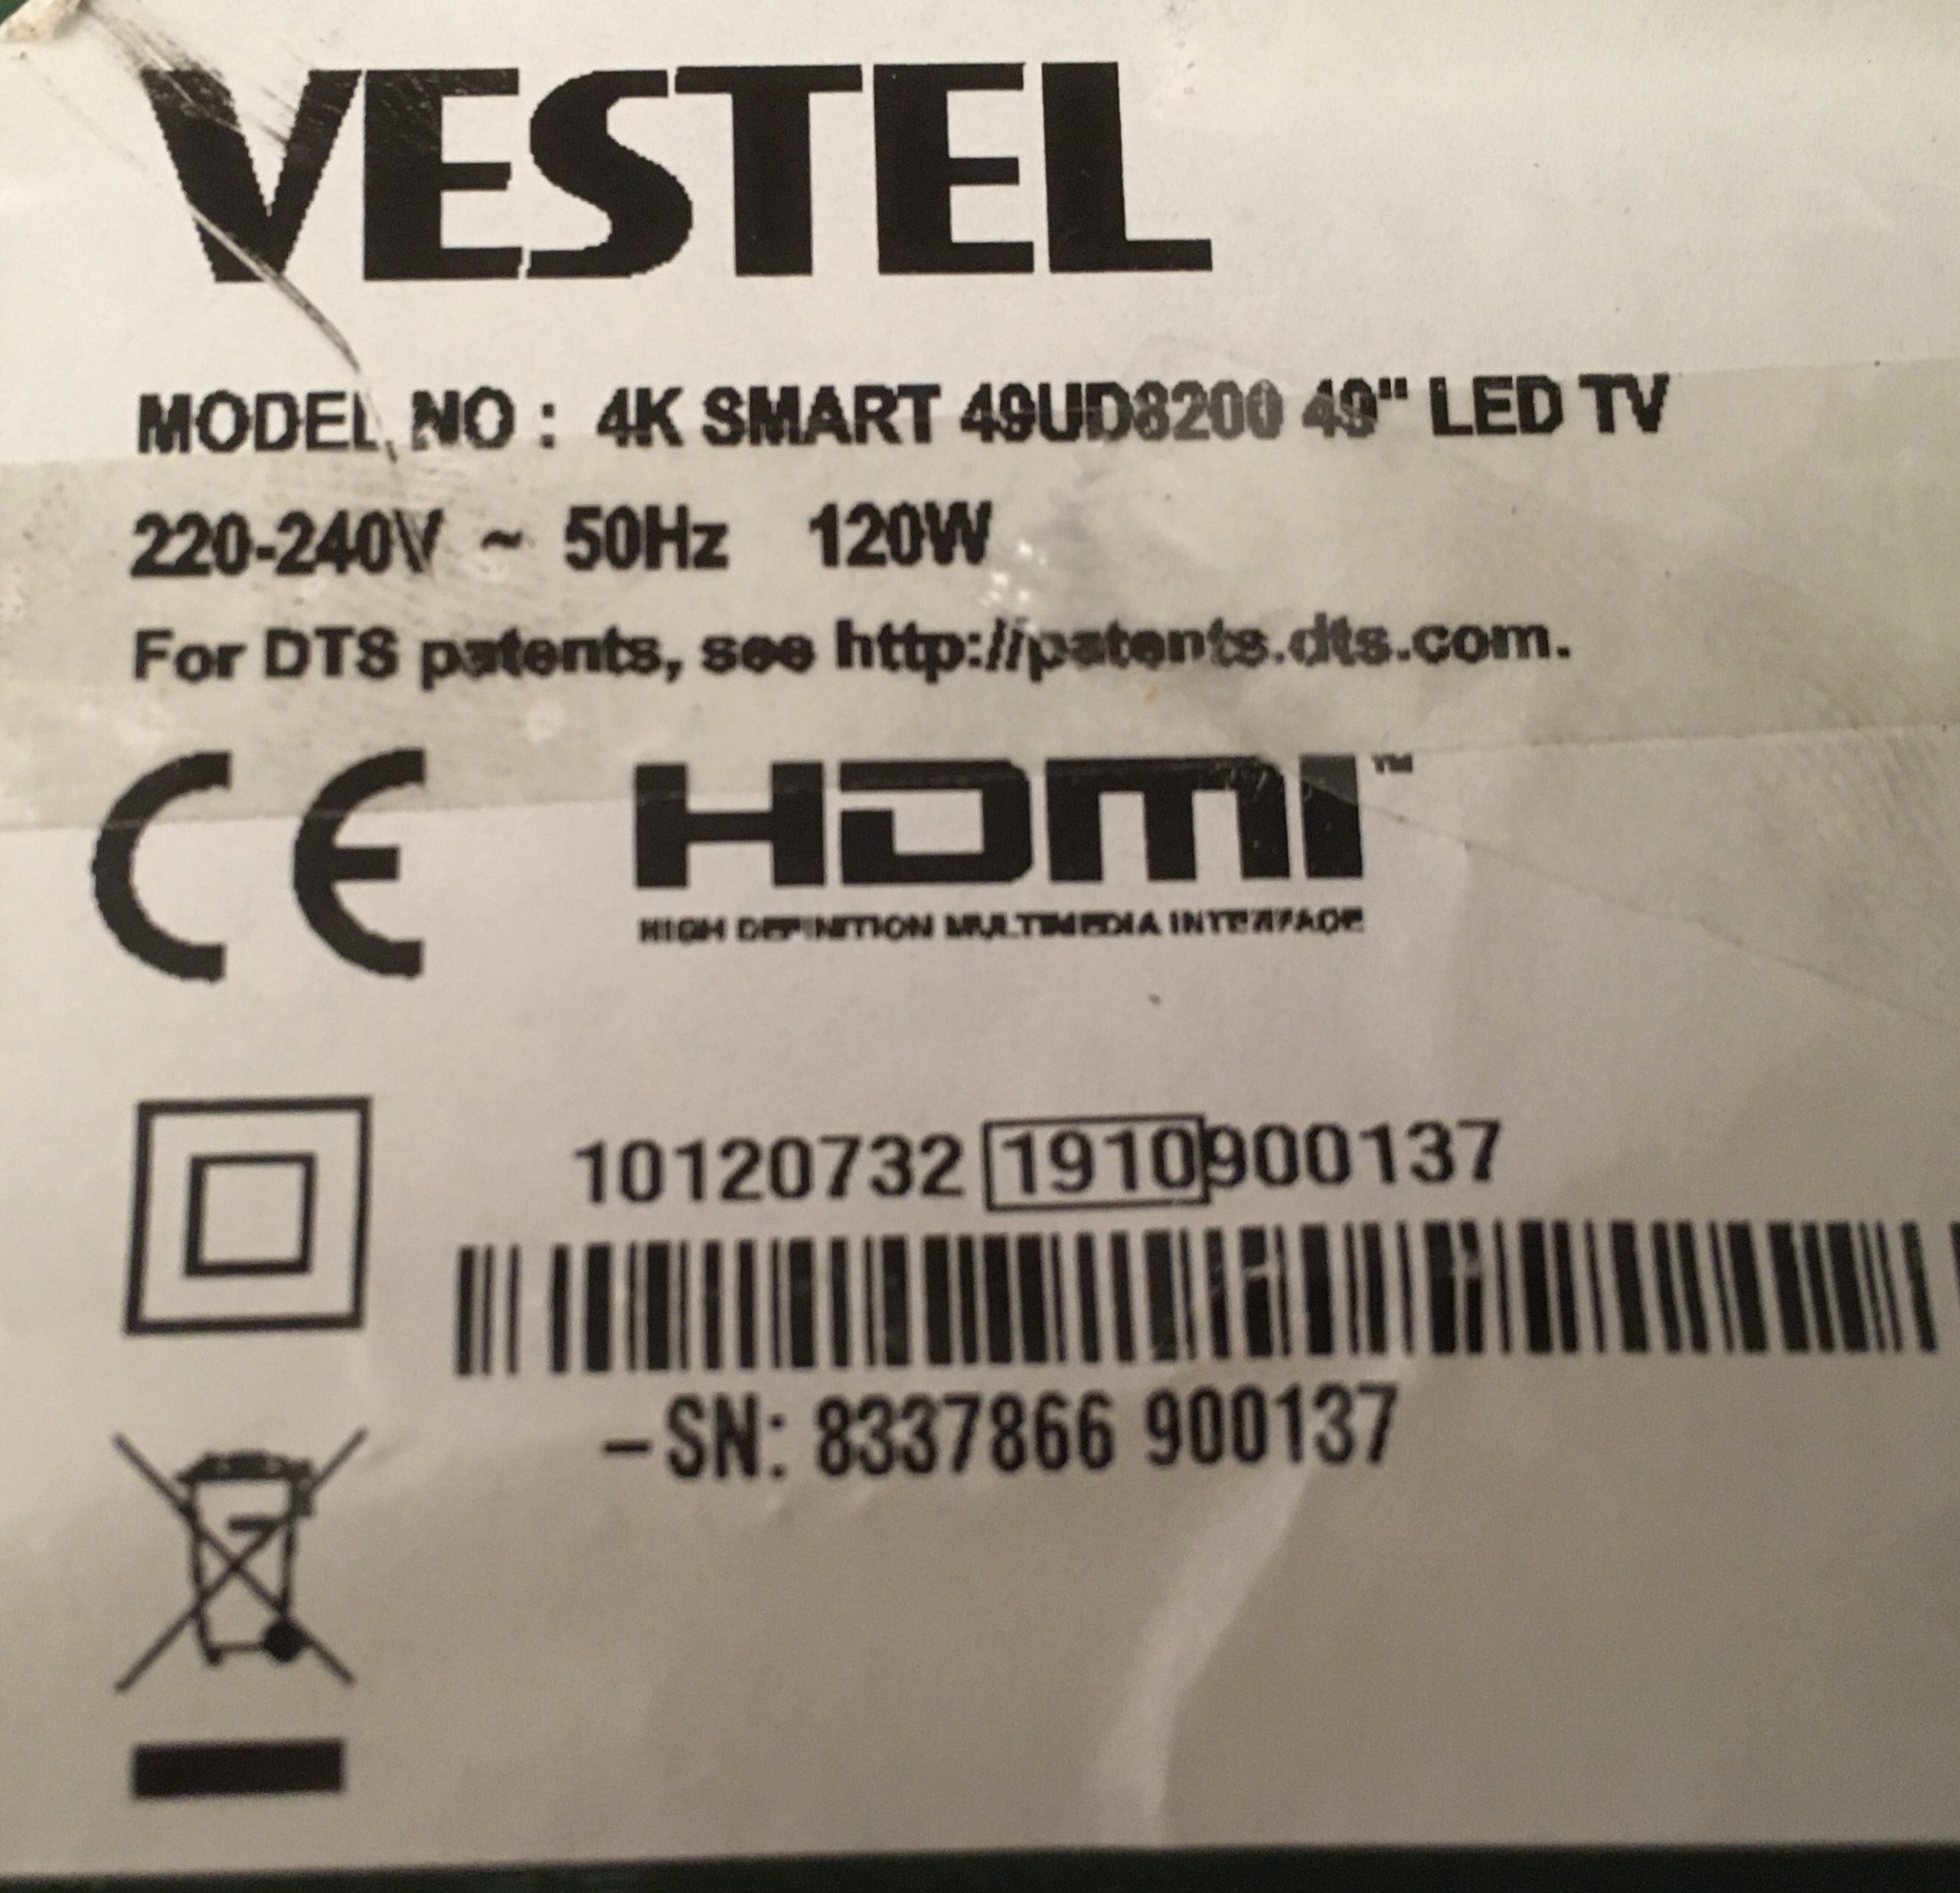 VESTEL
MODEL NO : 4K SMART 49UD8200 49" LED TV
220-240V ~ 50Hz 120W
For DTS patents, see http://patents.dts.com.
CE HDMI™
HIGH DEFINITION MULTIMEDIA INTERFACE
10120732 1910900137
-SN: 8337866 900137